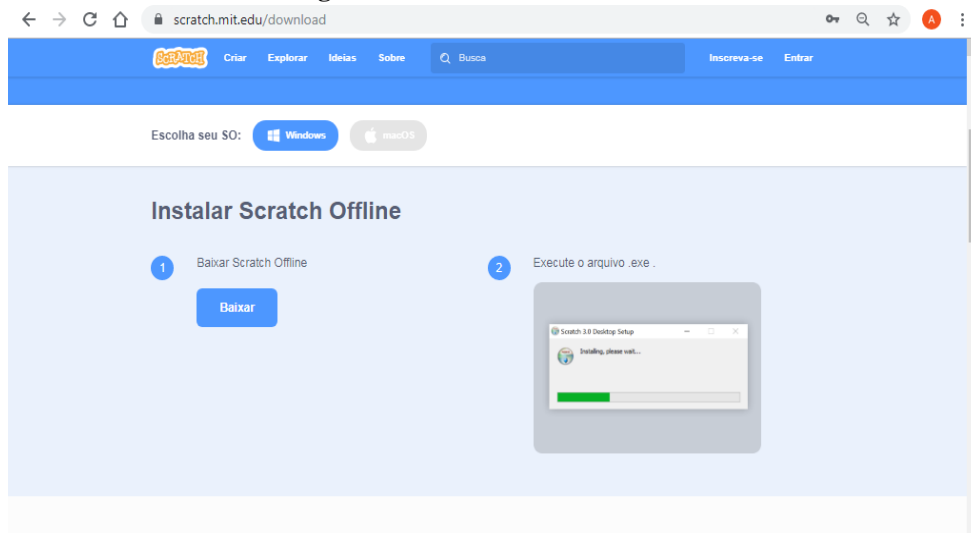 scratch.mit.edu/download
A
SCRATCH Criar Explorar Ideias Sobre Busca Inscreva-se Entrar
Escolha seu SO: Windows macOS
Instalar Scratch Offline
1 Baixar Scratch Offline
Baixar
2 Execute o arquivo .exe .
Scratch 3.0 Desktop Setup
Installing, please wait...